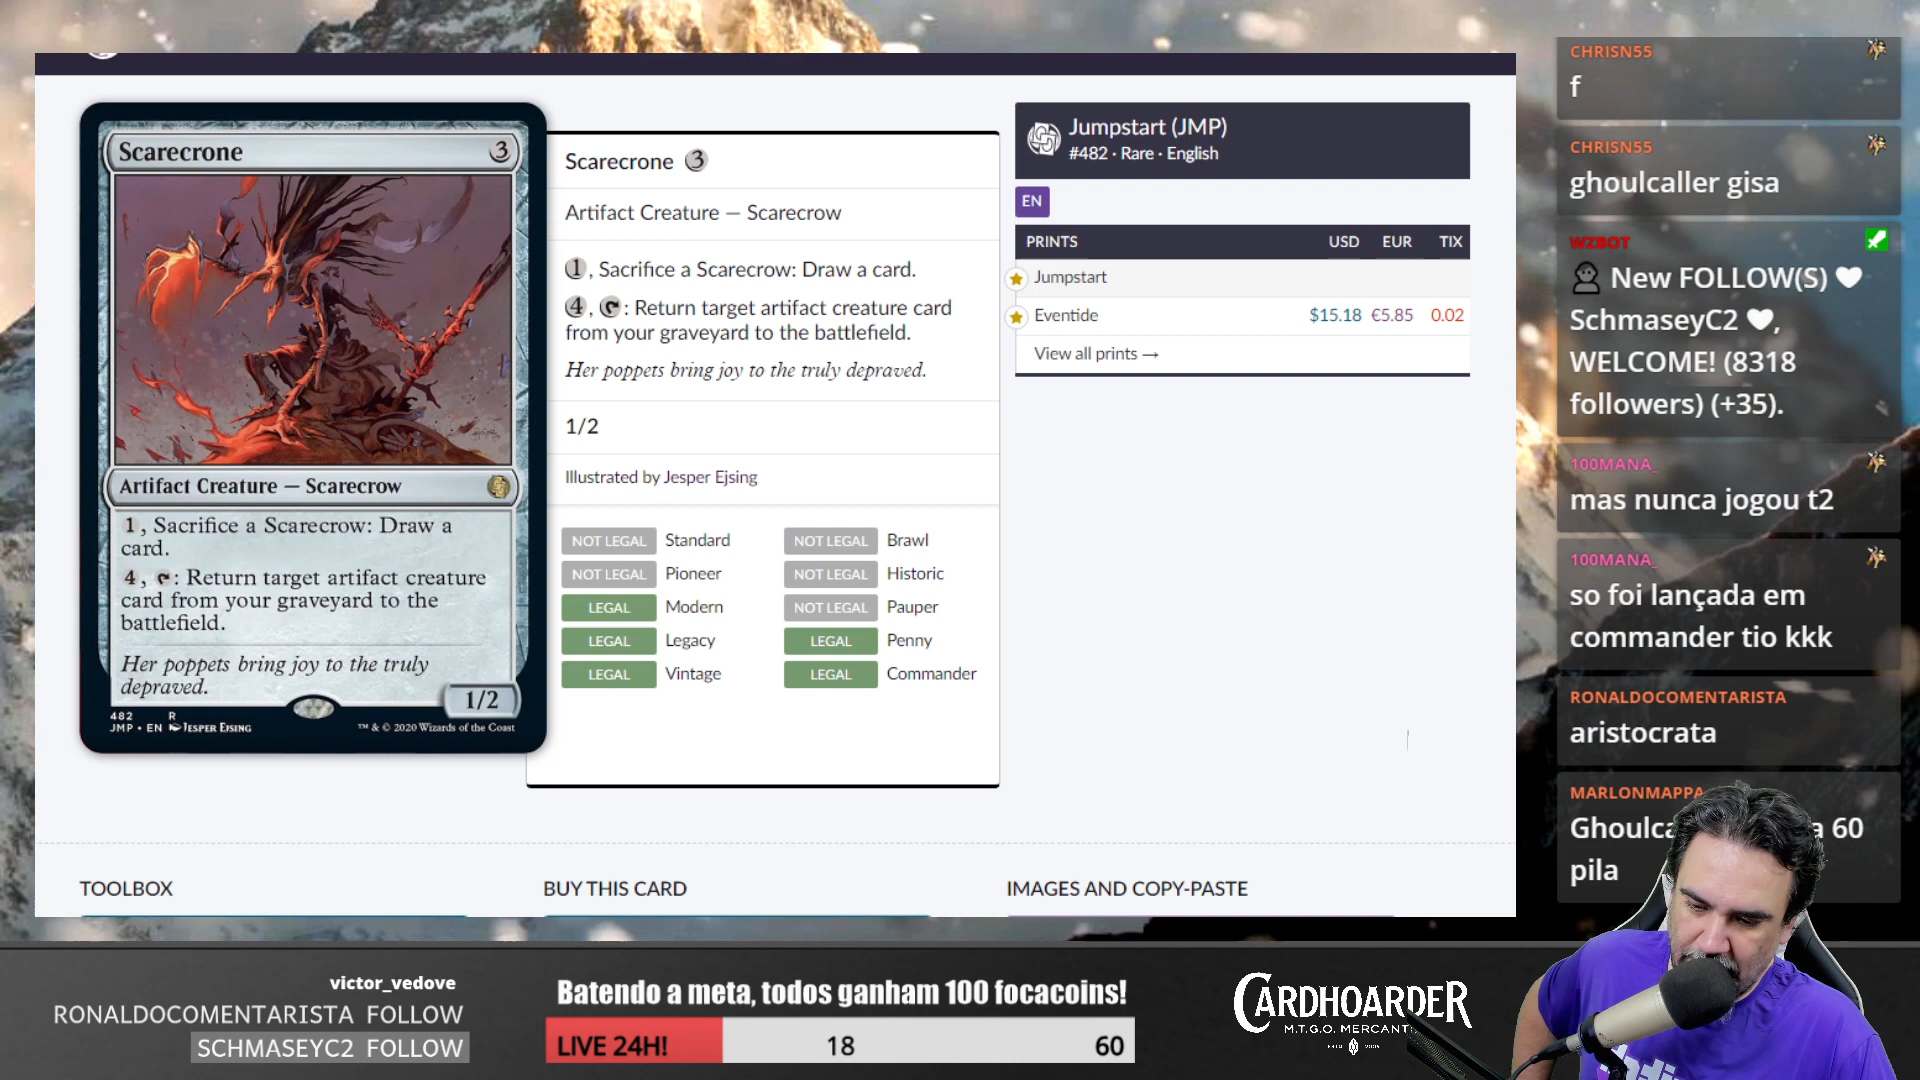 Scarecrone 3
Artifact Creature — Scarecrow
1, Sacrifice a Scarecrow: Draw a
card.
4, : Return target artifact creature
card from your graveyard to the
battlefield.
Her poppets bring joy to the truly
depraved.
1/2
482 R
JMP • EN JESPER EJSING
™ & © 2020 Wizards of the Coast
Scarecrone 3
Artifact Creature — Scarecrow
1, Sacrifice a Scarecrow: Draw a card.
4, : Return target artifact creature card
from your graveyard to the battlefield.
Her poppets bring joy to the truly depraved.
1/2
Illustrated by Jesper Ejsing
NOT LEGAL Standard NOT LEGAL Brawl
NOT LEGAL Pioneer NOT LEGAL Historic
LEGAL Modern NOT LEGAL Pauper
LEGAL Legacy LEGAL Penny
LEGAL Vintage LEGAL Commander
Jumpstart (JMP)
#482 · Rare · English
EN
PRINTS USD EUR TIX
Jumpstart
Eventide $15.18 €5.85 0.02
View all prints →
TOOLBOX
BUY THIS CARD
IMAGES AND COPY-PASTE
CHRISN55
f
CHRISN55
ghoulcaller gisa
WZBOT
New FOLLOW(S)
SchmaseyC2 ,
WELCOME! (8318
followers) (+35).
100MANA_
mas nunca jogou t2
100MANA_
so foi lançada em
commander tio kkk
RONALDOCOMENTARISTA
aristocrata
MARLONMAPPA
60
pila
victor_vedove
RONALDOCOMENTARISTA FOLLOW
SCHMASEYC2 FOLLOW
Batendo a meta, todos ganham 100 focacoins!
LIVE 24H! 18 60
CARDHOARDER
M.T.G.O.